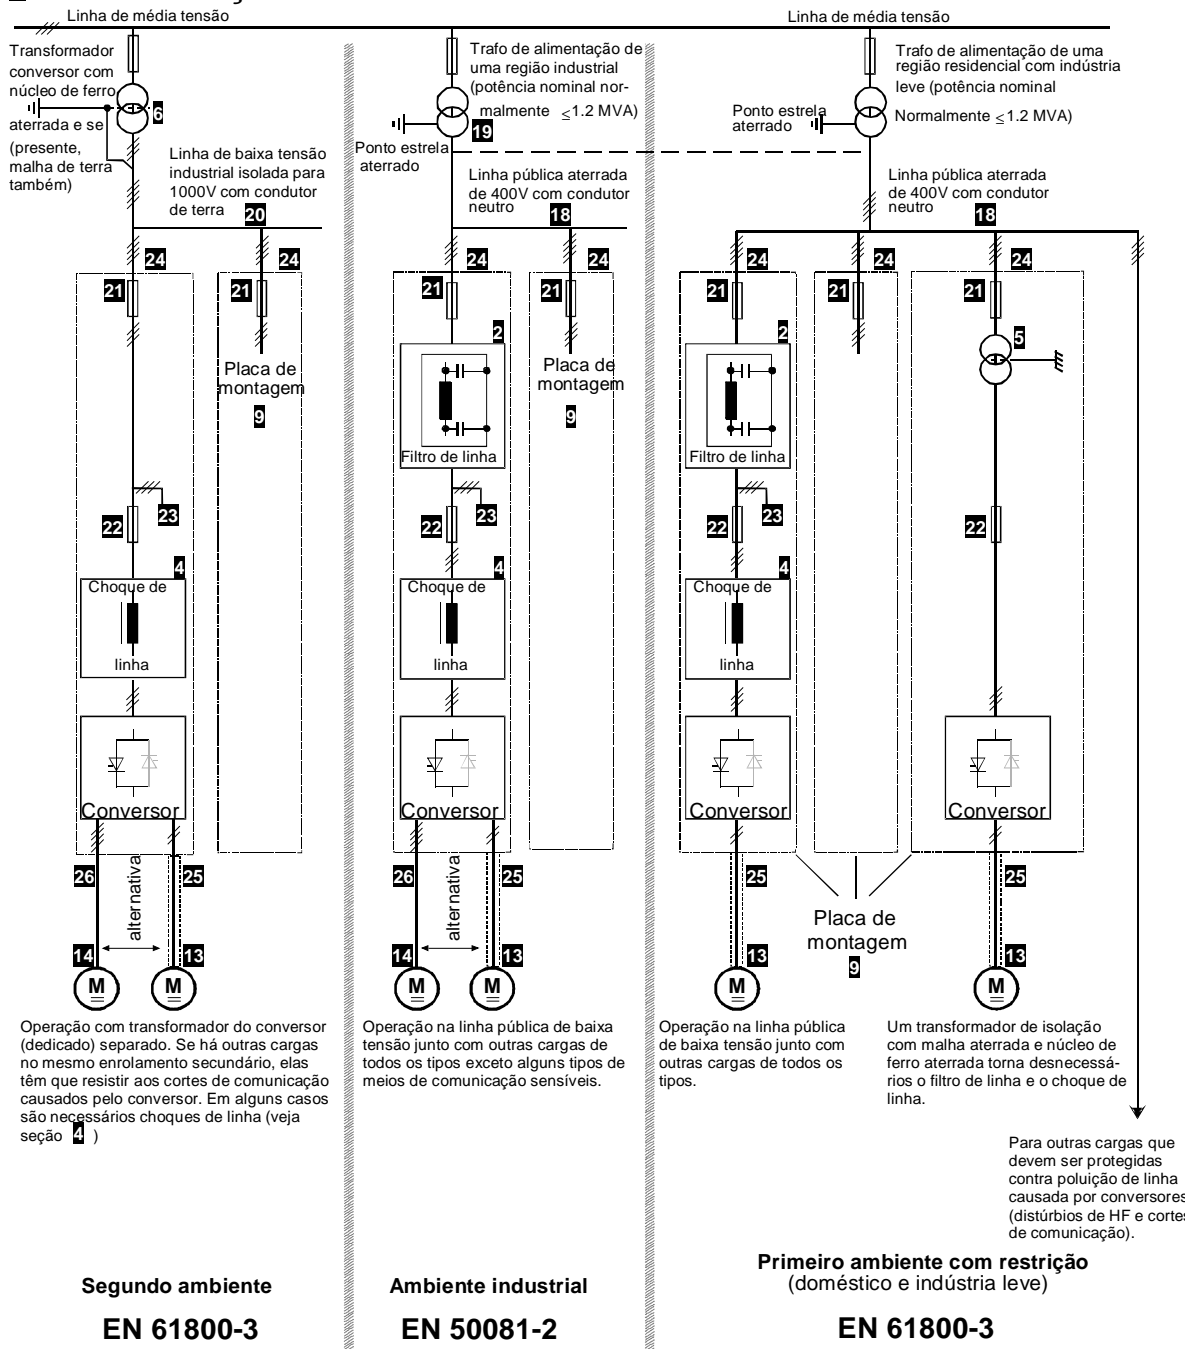 Linha de média tensão
Transformador
conversor com
núcleo de ferro
6
aterrada e se
(presente,
malha de terra
também)
Linha de baixa tensão
industrial isolada para
1000V com condutor
de terra
20
24
24
21
21
Placa de
montagem
9
22
23
4
Choque de
linha
Conversor
26
alternativa
25
14
13
M
M
Operação com transformador do conversor
(dedicado) separado. Se há outras cargas
no mesmo enrolamento secundário, elas
têm que resistir aos cortes de comunicação
causados pelo conversor. Em alguns casos
são necessários choques de linha (veja
seção 4 )
Segundo ambiente
EN 61800-3
Trafo de alimentação de
uma região industrial
(potência nominal nor-
malmente ≤1.2 MVA)
19
Ponto estrela
aterrado
Linha pública aterrada
de 400V com condutor
neutro
18
24
24
21
21
2
Filtro de linha
Placa de
montagem
9
22
23
4
Choque de
linha
Conversor
26
alternativa
25
14
13
M
M
Operação na linha pública de baixa
tensão junto com outras cargas de
todos os tipos exceto alguns tipos de
meios de comunicação sensíveis.
Ambiente industrial
EN 50081-2
Linha de média tensão
Trafo de alimentação de uma
região residencial com indústria
leve (potência nominal
Normalmente ≤1.2 MVA)
Ponto estrela
aterrado
Linha pública aterrada
de 400V com condutor
neutro
18
24
24
24
21
21
21
2
5
Filtro de linha
22
23
22
4
Choque de
linha
Conversor
Conversor
25
25
Placa de
montagem
9
13
13
M
M
Operação na linha pública
de baixa tensão junto com
outras cargas de todos os
tipos.
Um transformador de isolação
com malha aterrada e núcleo de
ferro aterrada torna desnecessá-
rios o filtro de linha e o choque de
linha.
Para outras cargas que
devem ser protegidas
contra poluição de linha
causada por conversores
(distúrbios de HF e cortes
de comunicação).
Primeiro ambiente com restrição
(doméstico e indústria leve)
EN 61800-3